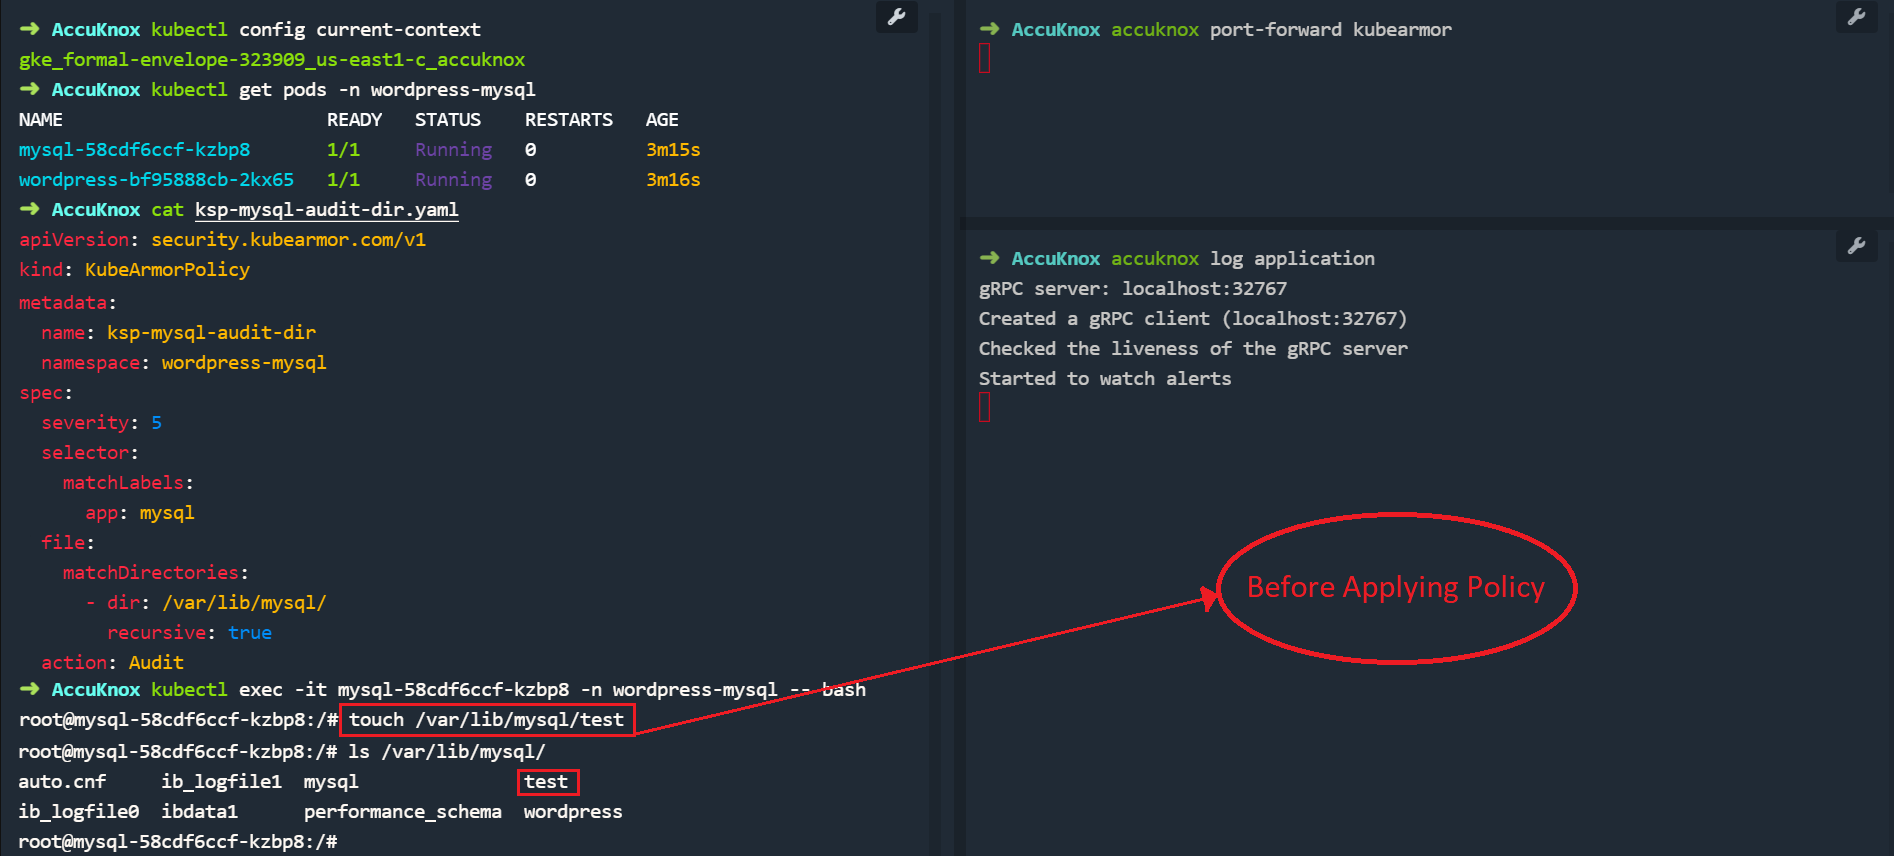 ➜ AccuKnox kubectl config current-context
gke_formal-envelope-323909_us-east1-c_accuknox
➜ AccuKnox kubectl get pods -n wordpress-mysql
NAME READY STATUS RESTARTS AGE
mysql-58cdf6ccf-kzbp8 1/1 Running 0 3m15s
wordpress-bf95888cb-2kx65 1/1 Running 0 3m16s
➜ AccuKnox cat ksp-mysql-audit-dir.yaml
apiVersion: security.kubearmor.com/v1
kind: KubeArmorPolicy
metadata:
  name: ksp-mysql-audit-dir
  namespace: wordpress-mysql
spec:
  severity: 5
  selector:
    matchLabels:
      app: mysql
  file:
    matchDirectories:
      - dir: /var/lib/mysql/
        recursive: true
  action: Audit
➜ AccuKnox kubectl exec -it mysql-58cdf6ccf-kzbp8 -n wordpress-mysql -- bash
root@mysql-58cdf6ccf-kzbp8:/# touch /var/lib/mysql/test
root@mysql-58cdf6ccf-kzbp8:/# ls /var/lib/mysql/
auto.cnf ib_logfile1 mysql test
ib_logfile0 ibdata1 performance_schema wordpress
root@mysql-58cdf6ccf-kzbp8:/#
➜ AccuKnox accuknox port-forward kubearmor
➜ AccuKnox accuknox log application
gRPC server: localhost:32767
Created a gRPC client (localhost:32767)
Checked the liveness of the gRPC server
Started to watch alerts
Before Applying Policy